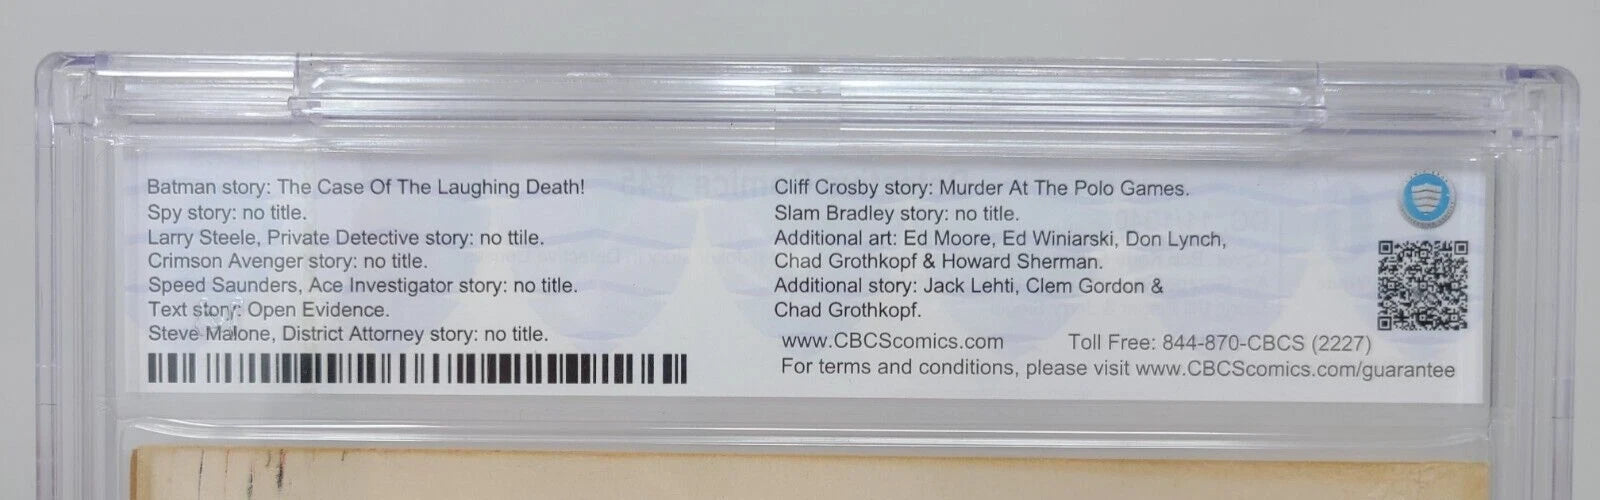 Batman story: The Case Of The Laughing Death!
Spy story: no title.
Larry Steele, Private Detective story: no ttile.
Crimson Avenger story: no title.
Speed Saunders, Ace Investigator story: no title.
Text story: Open Evidence.
Steve Malone, District Attorney story: no title.
Cliff Crosby story: Murder At The Polo Games.
Slam Bradley story: no title.
Additional art: Ed Moore, Ed Winiarski, Don Lynch,
Chad Grothkopf & Howard Sherman.
Additional story: Jack Lehti, Clem Gordon &
Chad Grothkopf.
www.CBCScomics.com Toll Free: 844-870-CBCS (2227)
For terms and conditions, please visit www.CBCScomics.com/guarantee